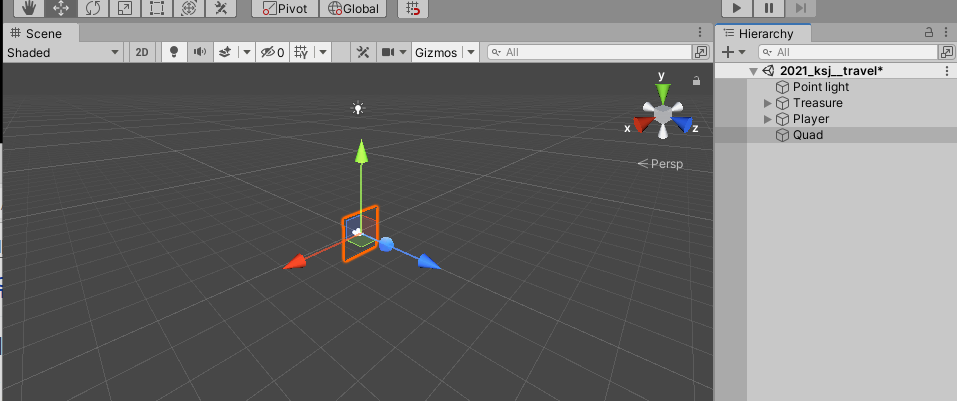 Pivot Global
Scene
Shaded 2D 0 Gizmos All
y
x z
Persp
Hierarchy
All
2021_ksj__travel*
Point light
Treasure
Player
Quad